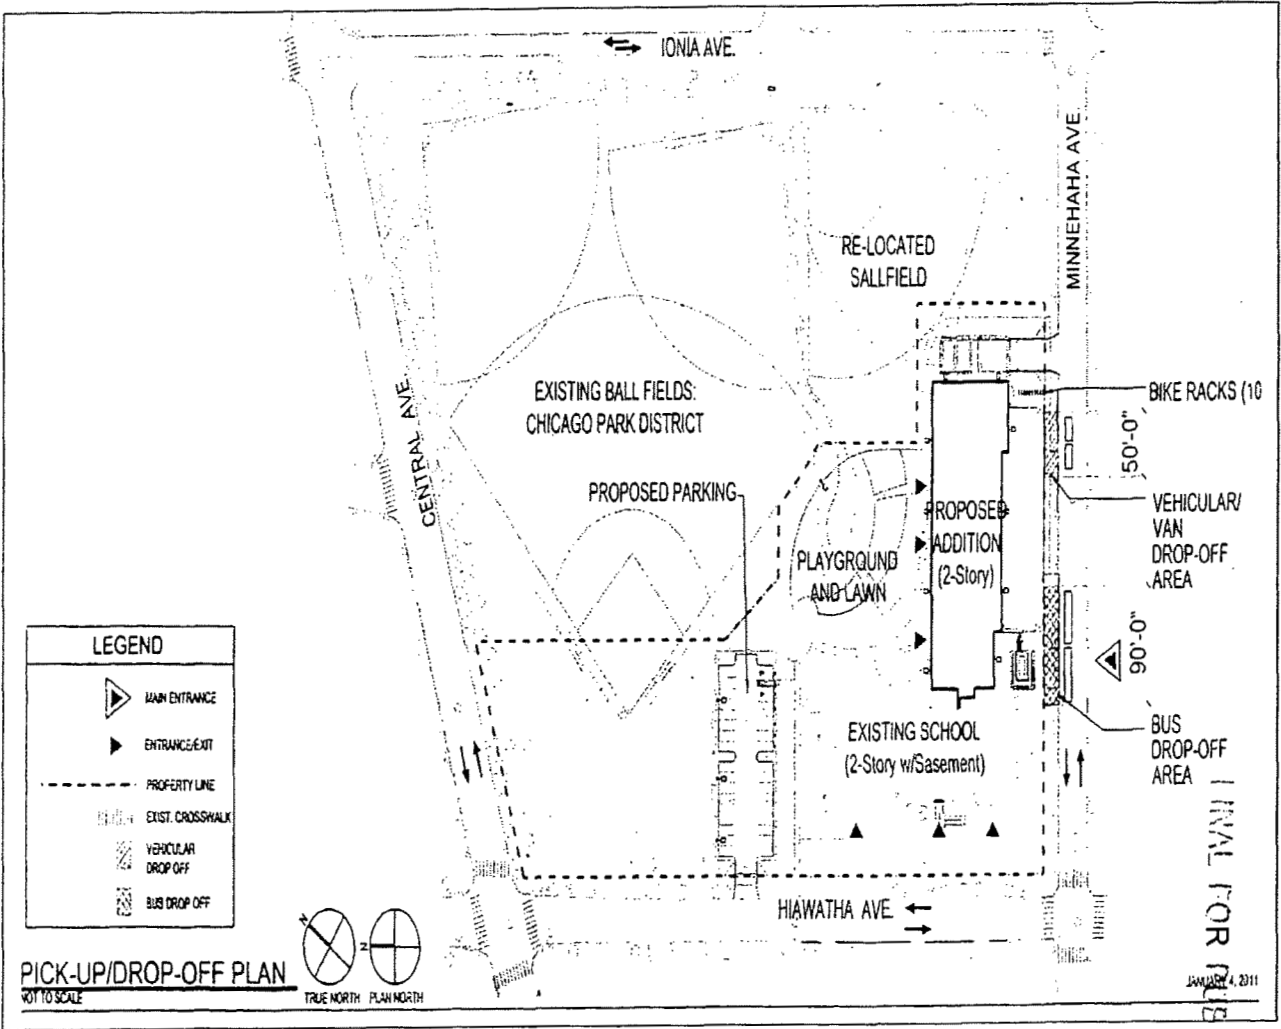 IONIA AVE.
MINNEHAHA AVE.
RE-LOCATED
SALLFIELD
EXISTING BALL FIELDS:
CHICAGO PARK DISTRICT
CENTRAL AVE.
BIKE RACKS (10
50'-0"
PROPOSED PARKING
VEHICULAR/
VAN
DROP-OFF
AREA
PROPOSED
ADDITION
(2-Story)
PLAYGROUND
AND LAWN
90'-0"
EXISTING SCHOOL
(2-Story w/Sasement)
BUS
DROP-OFF
AREA
LEGEND
MAIN ENTRANCE
ENTRANCE/EXIT
PROPERTY LINE
EXIST. CROSSWALK
VEHICULAR
DROP OFF
BUS DROP OFF
HIAWATHA AVE.
FOR
PICK-UP/DROP-OFF PLAN
NOT TO SCALE
N
TRUE NORTH
N
PLAN NORTH
JANUARY 4, 2011